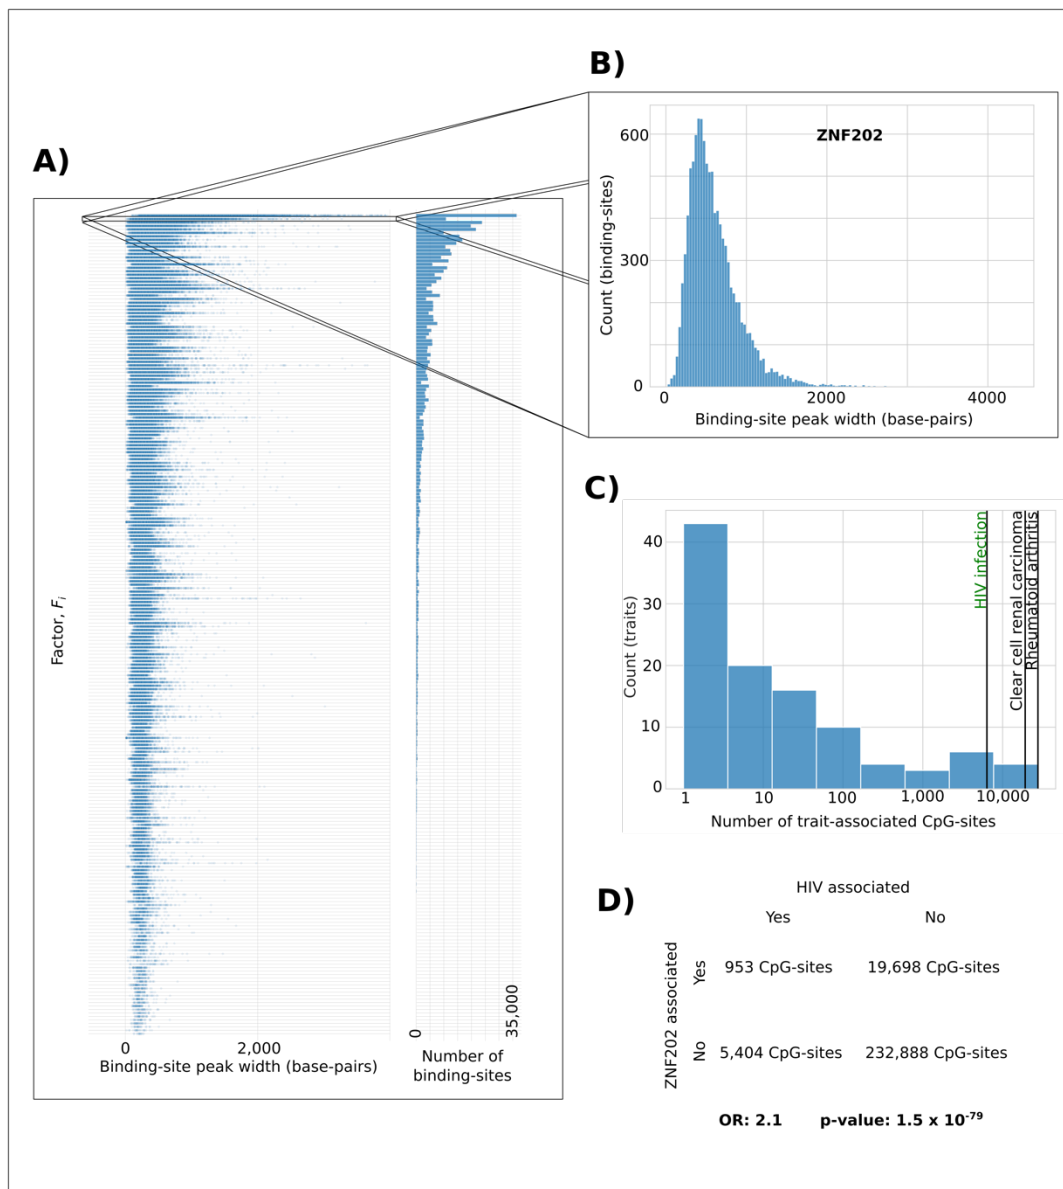 A)
Factor, Fi
0
2,000
Binding-site peak width (base-pairs)
0
35,000
Number of
binding-sites
B)
ZNF202
600
300
0
Count (binding-sites)
0
2000
4000
Binding-site peak width (base-pairs)
C)
40
30
20
10
0
Count (traits)
HIV infection
Clear cell renal carcinoma
Rheumatoid arthritis
1
10
100
1,000
10,000
Number of trait-associated CpG-sites
D)
HIV associated
Yes No
ZNF202 associated
Yes
953 CpG-sites 19,698 CpG-sites
No
5,404 CpG-sites 232,888 CpG-sites
OR: 2.1 p-value: 1.5 x 10⁻⁷⁹